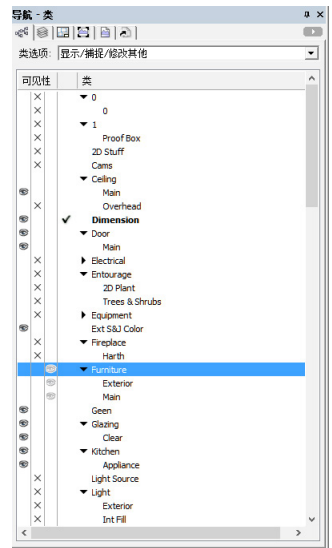 导航 - 类
类选项: 显示/捕捉/修改其他
可见性 类
0
0
1
Proof Box
2D Stuff
Cams
Ceiling
Main
Overhead
Dimension
Door
Main
Electrical
Entourage
2D Plant
Trees & Shrubs
Equipment
Ext S&J Color
Fireplace
Harth
Furniture
Exterior
Main
Geen
Glazing
Clear
Kitchen
Appliance
Light Source
Light
Exterior
Int Fill